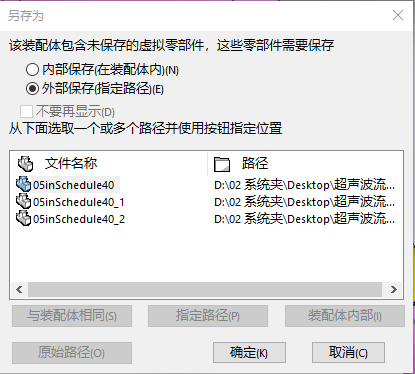 另存为
该装配体包含未保存的虚拟零部件，这些零部件需要保存
内部保存(在装配体内)(N)
外部保存(指定路径)(E)
不要再显示(D)
从下面选取一个或多个路径并使用按钮指定位置
文件名称 路径
05inSchedule40 D:\02 系统夹\Desktop\超声波流...
05inSchedule40_1 D:\02 系统夹\Desktop\超声波流...
05inSchedule40_2 D:\02 系统夹\Desktop\超声波流...
与装配体相同(S) 指定路径(P) 装配体内部(I)
原始路径(O) 确定(K) 取消(C)